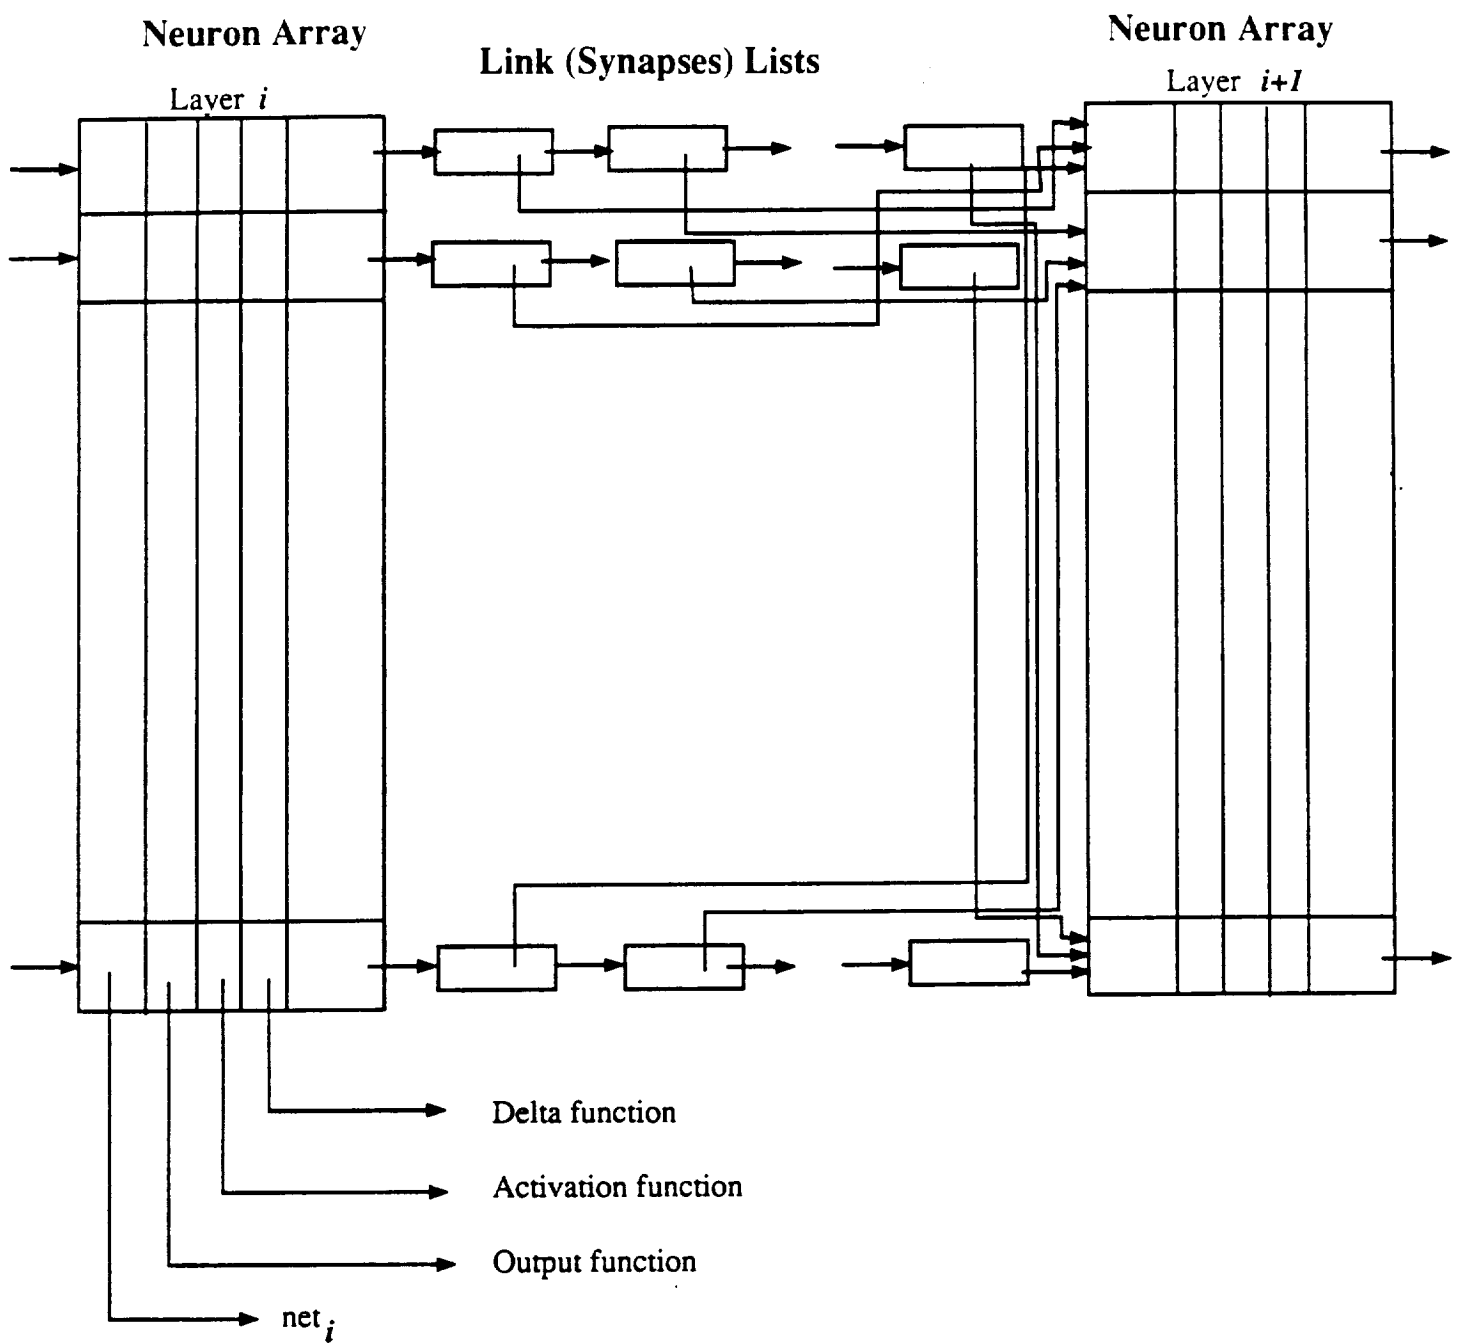 Neuron Array
Link (Synapses) Lists
Neuron Array
Layer i
Layer i+1
Delta function
Activation function
Output function
net i